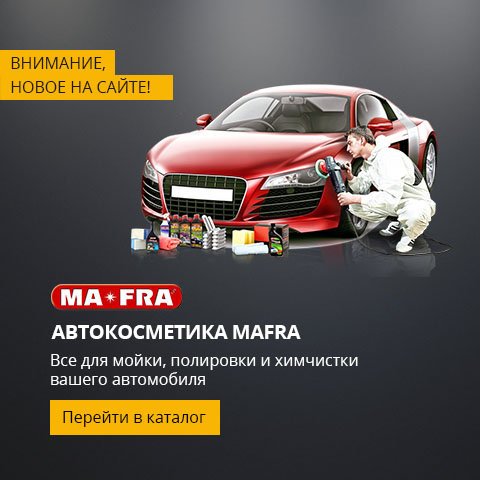 ВНИМАНИЕ,
НОВОЕ НА САЙТЕ!
MA*FRA
АВТОКОСМЕТИКА MAFRA
Все для мойки, полировки и химчистки
вашего автомобиля
Перейти в каталог